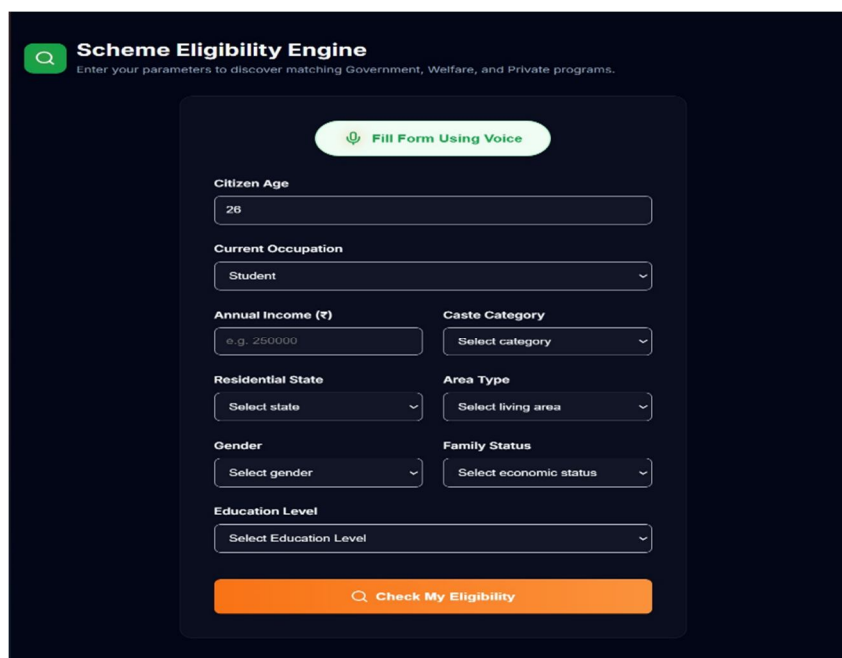 Scheme Eligibility Engine
Enter your parameters to discover matching Government, Welfare, and Private programs.
Fill Form Using Voice
Citizen Age
26
Current Occupation
Student
Annual Income (₹)
e.g. 250000
Caste Category
Select category
Residential State
Select state
Area Type
Select living area
Gender
Select gender
Family Status
Select economic status
Education Level
Select Education Level
Check My Eligibility